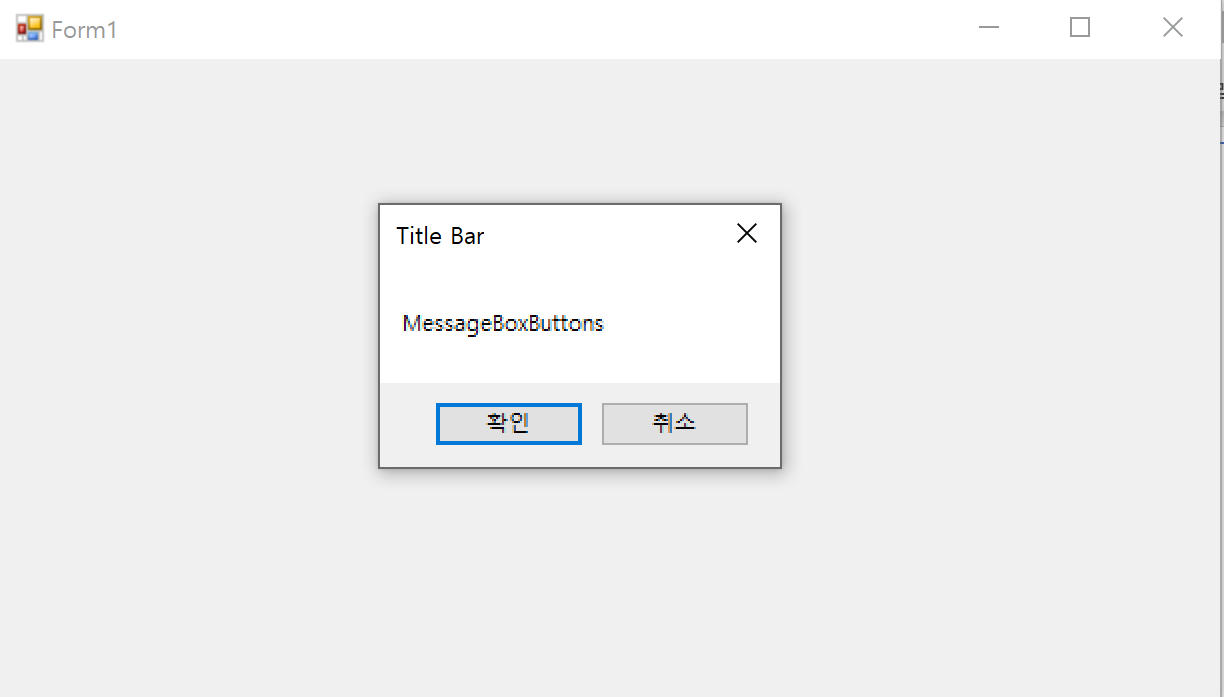 Form1
Title Bar
MessageBoxButtons
확인 취소